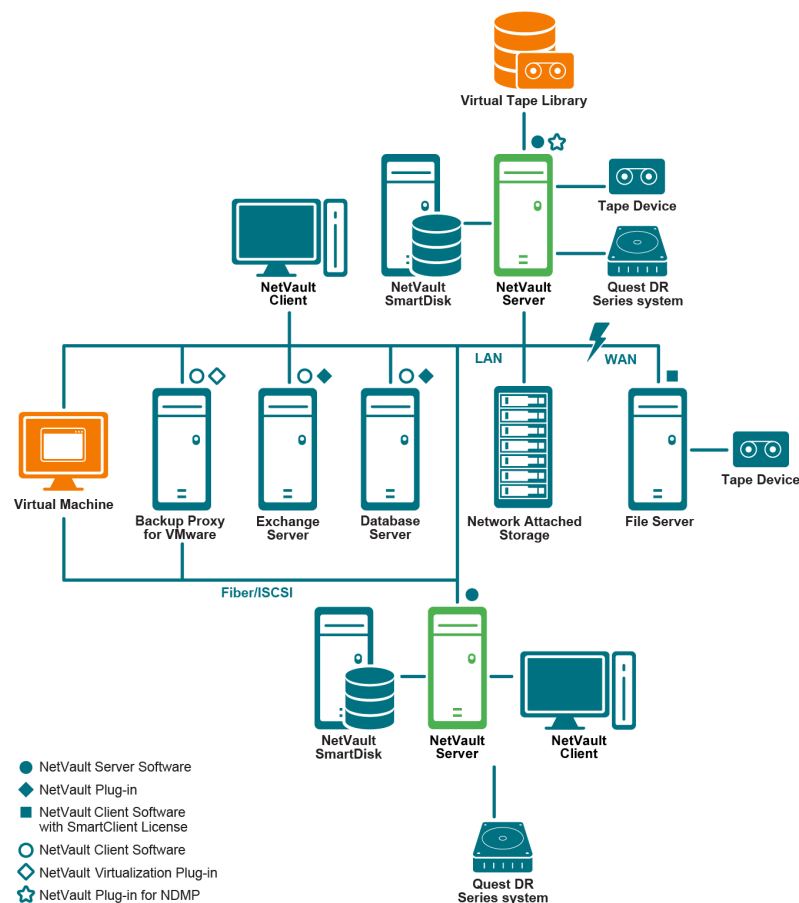 Virtual Tape Library
Tape Device
NetVault
Client
NetVault
SmartDisk
NetVault
Server
Quest DR
Series system
LAN
WAN
Virtual Machine
Backup Proxy
for VMware
Exchange
Server
Database
Server
Network Attached
Storage
File Server
Tape Device
Fiber/ISCSI
NetVault
SmartDisk
NetVault
Server
NetVault
Client
NetVault Server Software
NetVault Plug-in
NetVault Client Software
with SmartClient License
NetVault Client Software
NetVault Virtualization Plug-in
NetVault Plug-in for NDMP
Quest DR
Series system